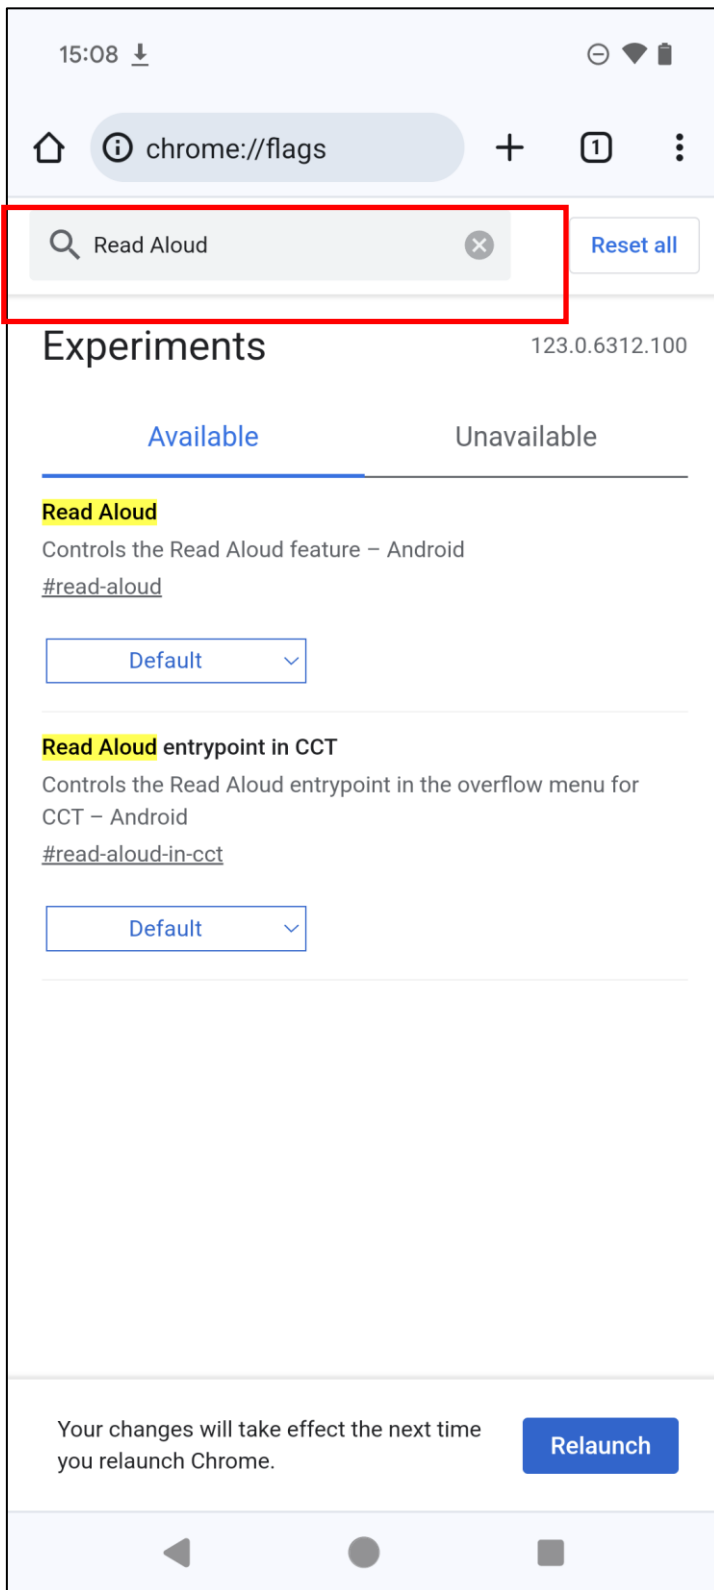 15:08
chrome://flags
1
Read Aloud
Reset all
Experiments
123.0.6312.100
Available
Unavailable
Read Aloud
Controls the Read Aloud feature – Android
#read-aloud
Default
Read Aloud entrypoint in CCT
Controls the Read Aloud entrypoint in the overflow menu for
CCT – Android
#read-aloud-in-cct
Default
Your changes will take effect the next time
you relaunch Chrome.
Relaunch